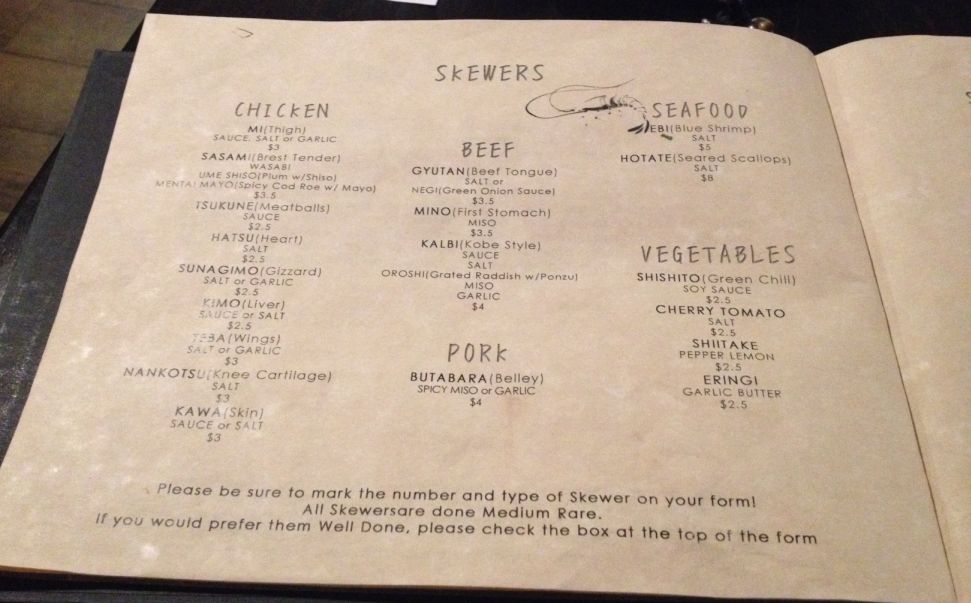 SKEWERS
CHICKEN
MI(Thigh)
SAUCE, SALT or GARLIC
$3
SASAMI(Brest Tender)
WASABI
UME SHISO(Plum w/Shiso)
MENTAI MAYO(Spicy Cod Roe w/ Mayo)
$3.5
TSUKUNE(Meatballs)
SAUCE
$2.5
HATSU(Heart)
SALT
$2.5
SUNAGIMO(Gizzard)
SALT or GARLIC
$2.5
KIMO(Liver)
SAUCE or SALT
$2.5
TEBA(Wings)
SALT or GARLIC
$3
NANKOTSU(Knee Cartilage)
SALT
$3
KAWA(Skin)
SAUCE or SALT
$3
BEEF
GYUTAN(Beef Tongue)
SALT or
NEGI(Green Onion Sauce)
$3.5
MINO(First Stomach)
MISO
$3.5
KALBI(Kobe Style)
SAUCE
SALT
OROSHI(Grated Raddish w/Ponzu)
MISO
GARLIC
$4
PORK
BUTABARA(Belley)
SPICY MISO or GARLIC
$4
SEAFOOD
EBI(Blue Shrimp)
SALT
$5
HOTATE(Seared Scallops)
SALT
$8
VEGETABLES
SHISHITO(Green Chill)
SOY SAUCE
$2.5
CHERRY TOMATO
SALT
$2.5
SHIITAKE
PEPPER LEMON
$2.5
ERINGI
GARLIC BUTTER
$2.5
Please be sure to mark the number and type of Skewer on your form!
All Skewersare done Medium Rare.
If you would prefer them Well Done, please check the box at the top of the form